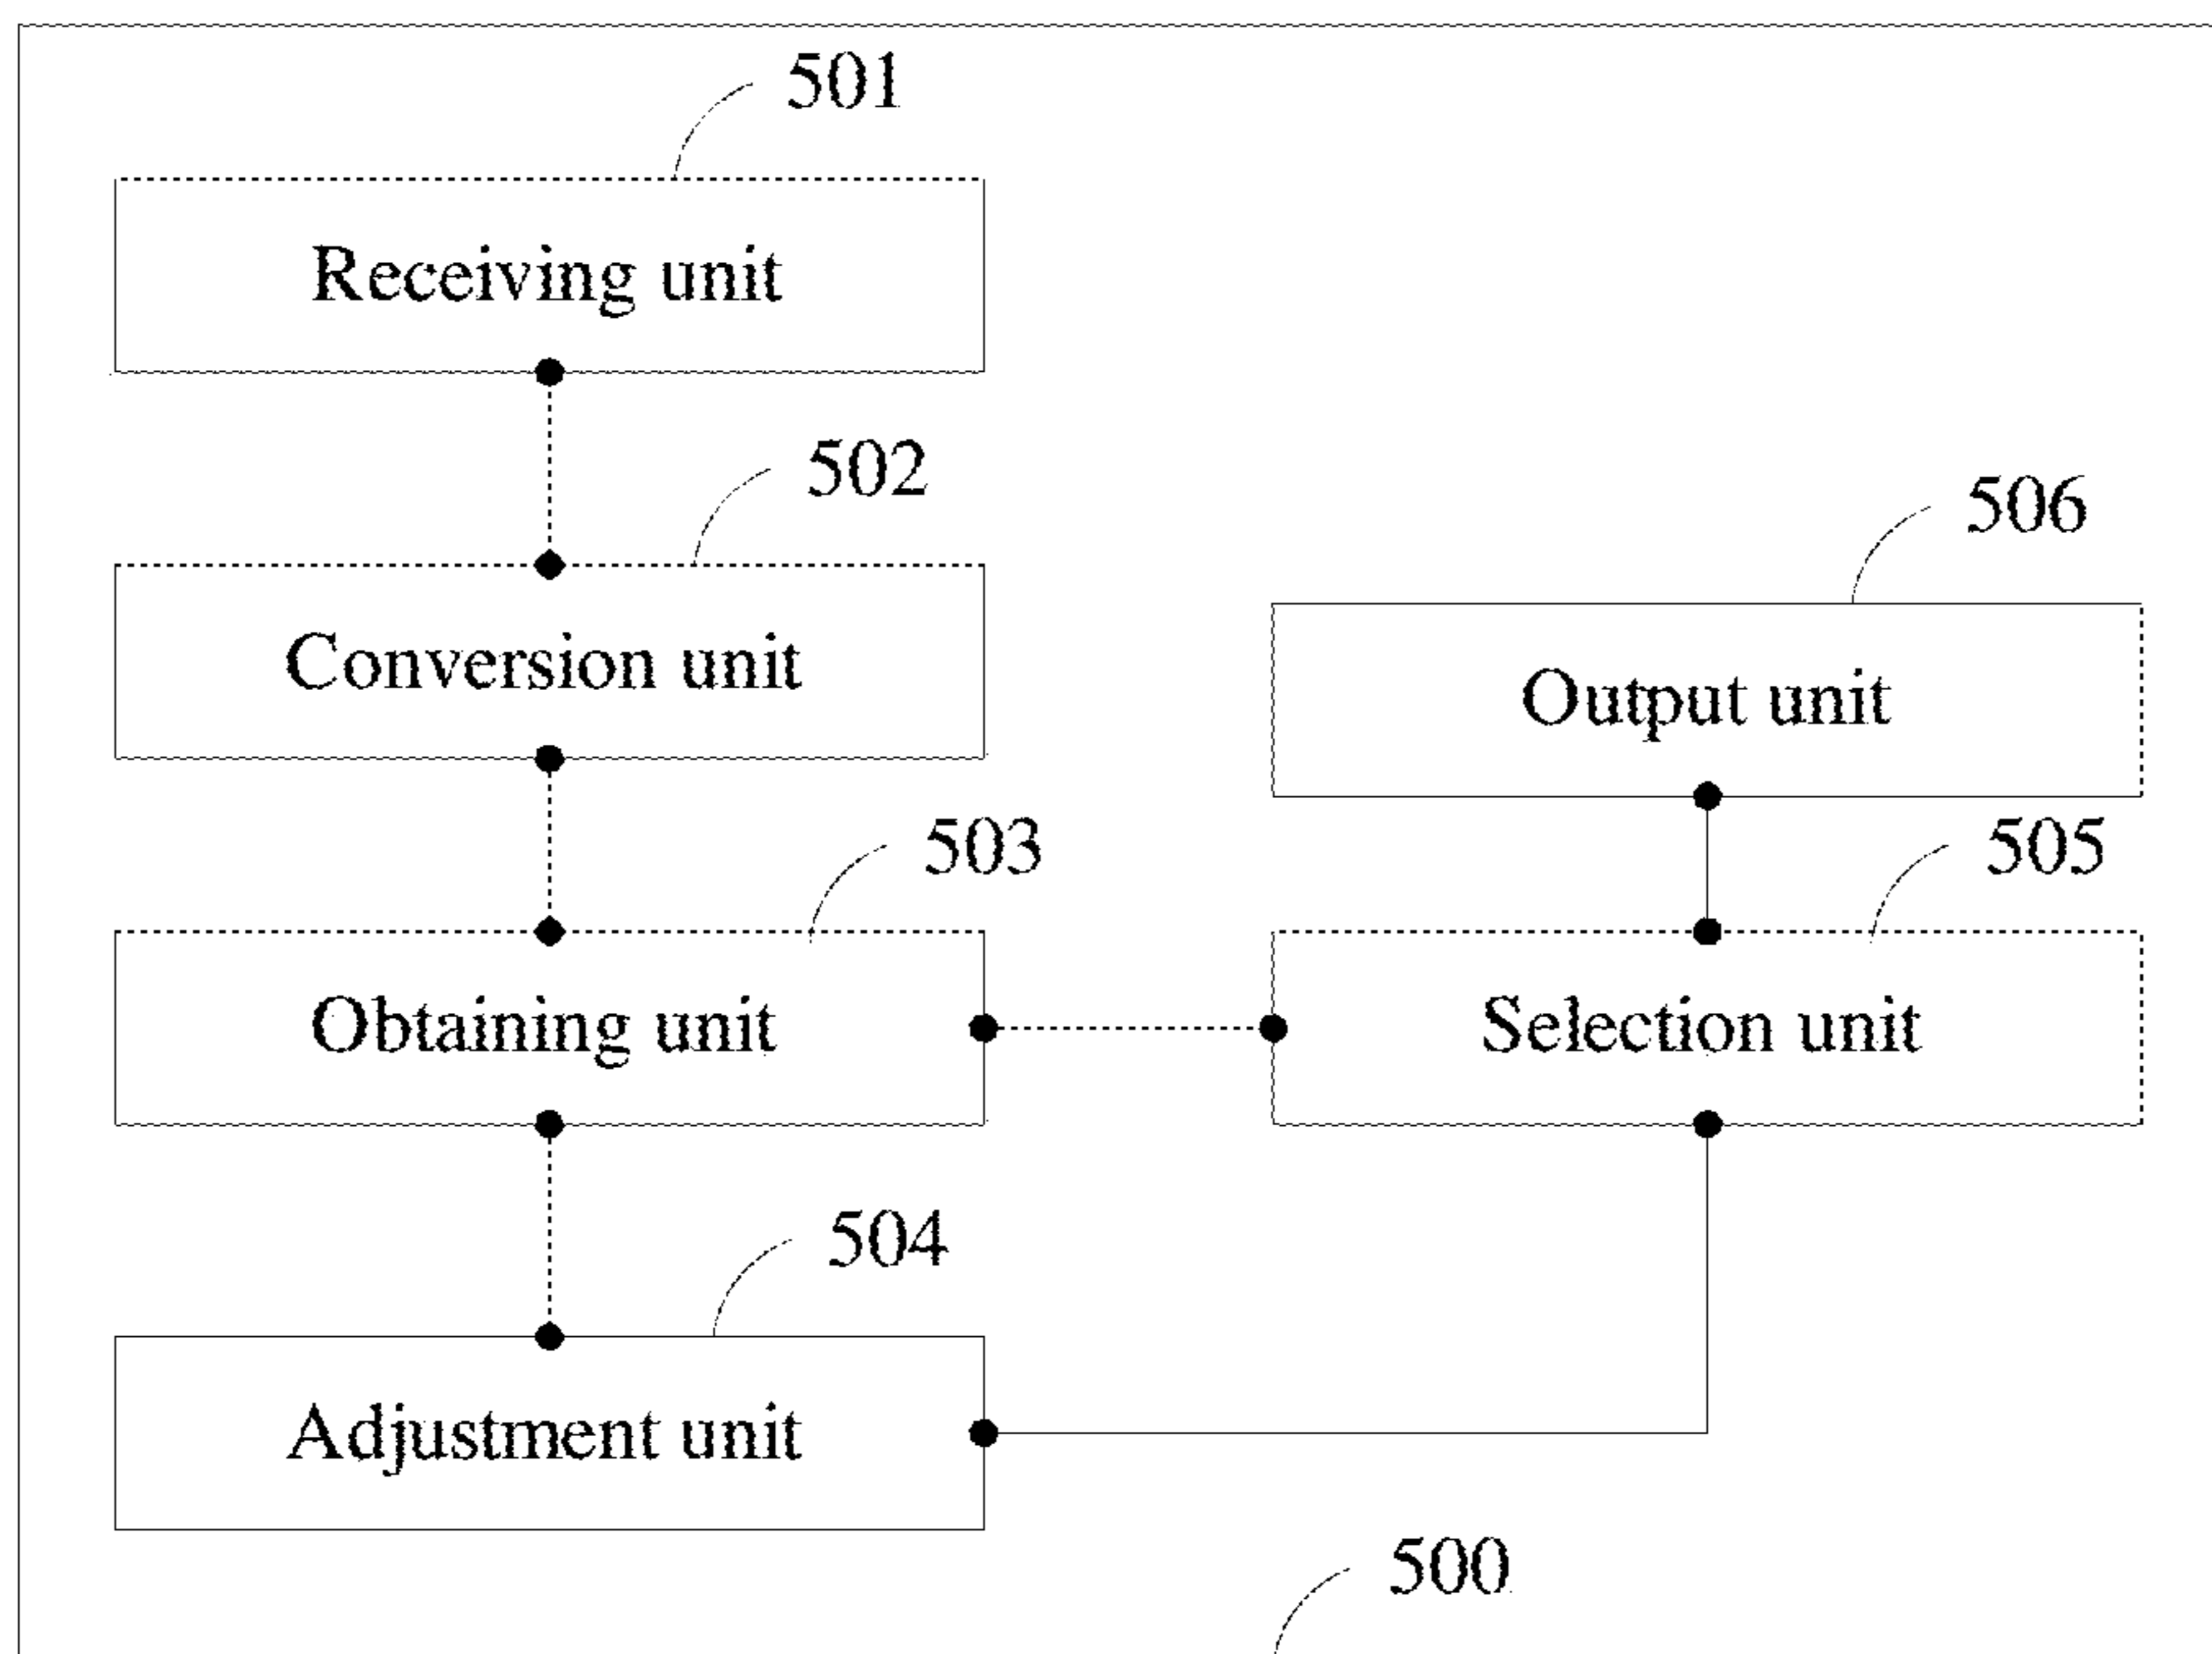 501
Receiving unit
502
Conversion unit
506
Output unit
503
505
Obtaining unit
Selection unit
504
Adjustment unit
500